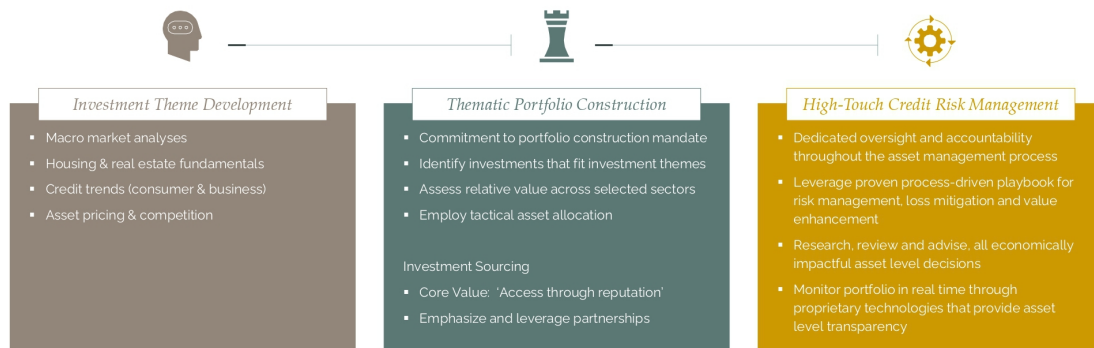 Investment Theme Development
▪ Macro market analyses
▪ Housing & real estate fundamentals
▪ Credit trends (consumer & business)
▪ Asset pricing & competition
Thematic Portfolio Construction
▪ Commitment to portfolio construction mandate
▪ Identify investments that fit investment themes
▪ Assess relative value across selected sectors
▪ Employ tactical asset allocation
Investment Sourcing
▪ Core Value:  ‘Access through reputation’
▪ Emphasize and leverage partnerships
High-Touch Credit Risk Management
▪ Dedicated oversight and accountability
throughout the asset management process
▪ Leverage proven process-driven playbook for
risk management, loss mitigation and value
enhancement
▪ Research, review and advise, all economically
impactful asset level decisions
▪ Monitor portfolio in real time through
proprietary technologies that provide asset
level transparency